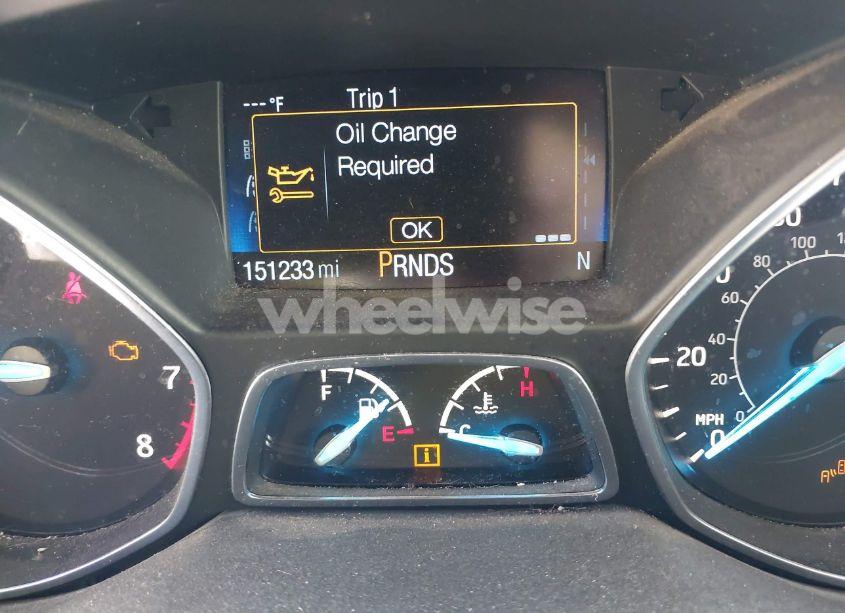 ---°F Trip 1
Oil Change
Required
OK
151233 mi PRNDS N
wheelwise
F
E
H
C
i
7
8
20
0
MPH
100
80
60
40
20
0